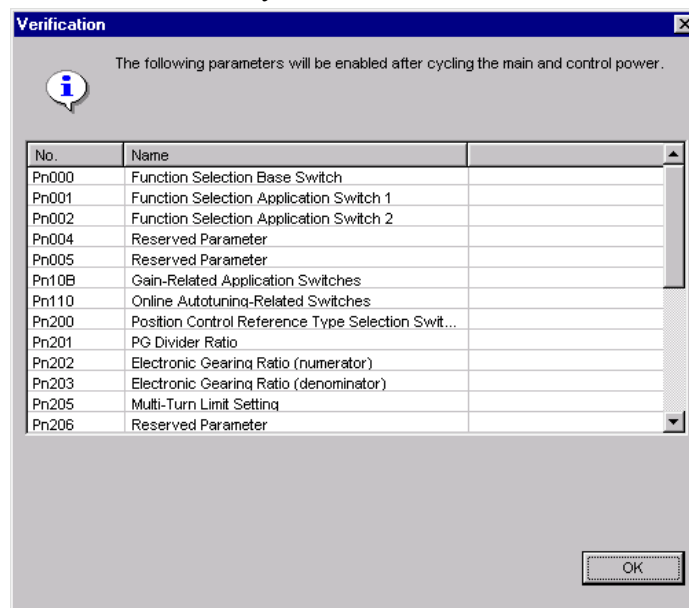 Verification
The following parameters will be enabled after cycling the main and control power.
No. Name
Pn000 Function Selection Base Switch
Pn001 Function Selection Application Switch 1
Pn002 Function Selection Application Switch 2
Pn004 Reserved Parameter
Pn005 Reserved Parameter
Pn10B Gain-Related Application Switches
Pn110 Online Autotuning-Related Switches
Pn200 Position Control Reference Type Selection Swit...
Pn201 PG Divider Ratio
Pn202 Electronic Gearing Ratio (numerator)
Pn203 Electronic Gearing Ratio (denominator)
Pn205 Multi-Turn Limit Setting
Pn206 Reserved Parameter
OK